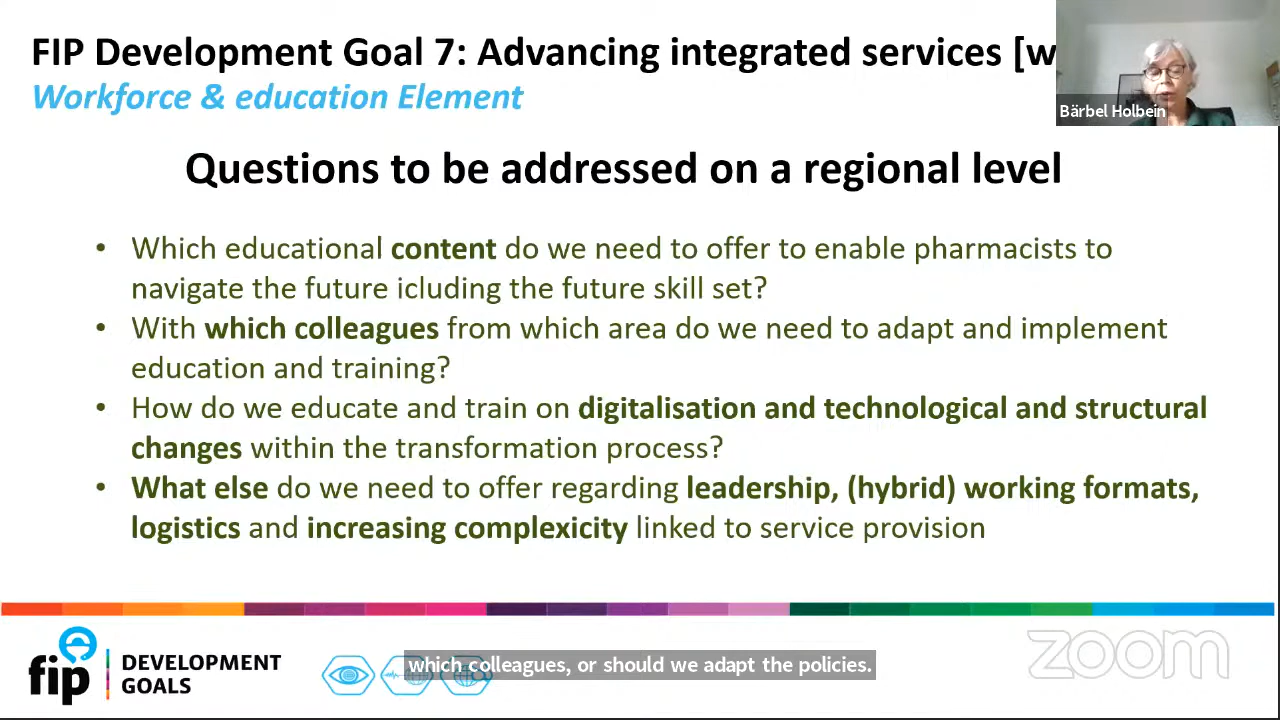 FIP Development Goal 7: Advancing integrated services [w
Workforce & education Element
Bärbel Holbein
Questions to be addressed on a regional level
• Which educational content do we need to offer to enable pharmacists to
navigate the future icluding the future skill set?
• With which colleagues from which area do we need to adapt and implement
education and training?
• How do we educate and train on digitalisation and technological and structural
changes within the transformation process?
• What else do we need to offer regarding leadership, (hybrid) working formats,
logistics and increasing complexicity linked to service provision
fip
DEVELOPMENT
GOALS
which colleagues, or should we adapt the policies.
zoom